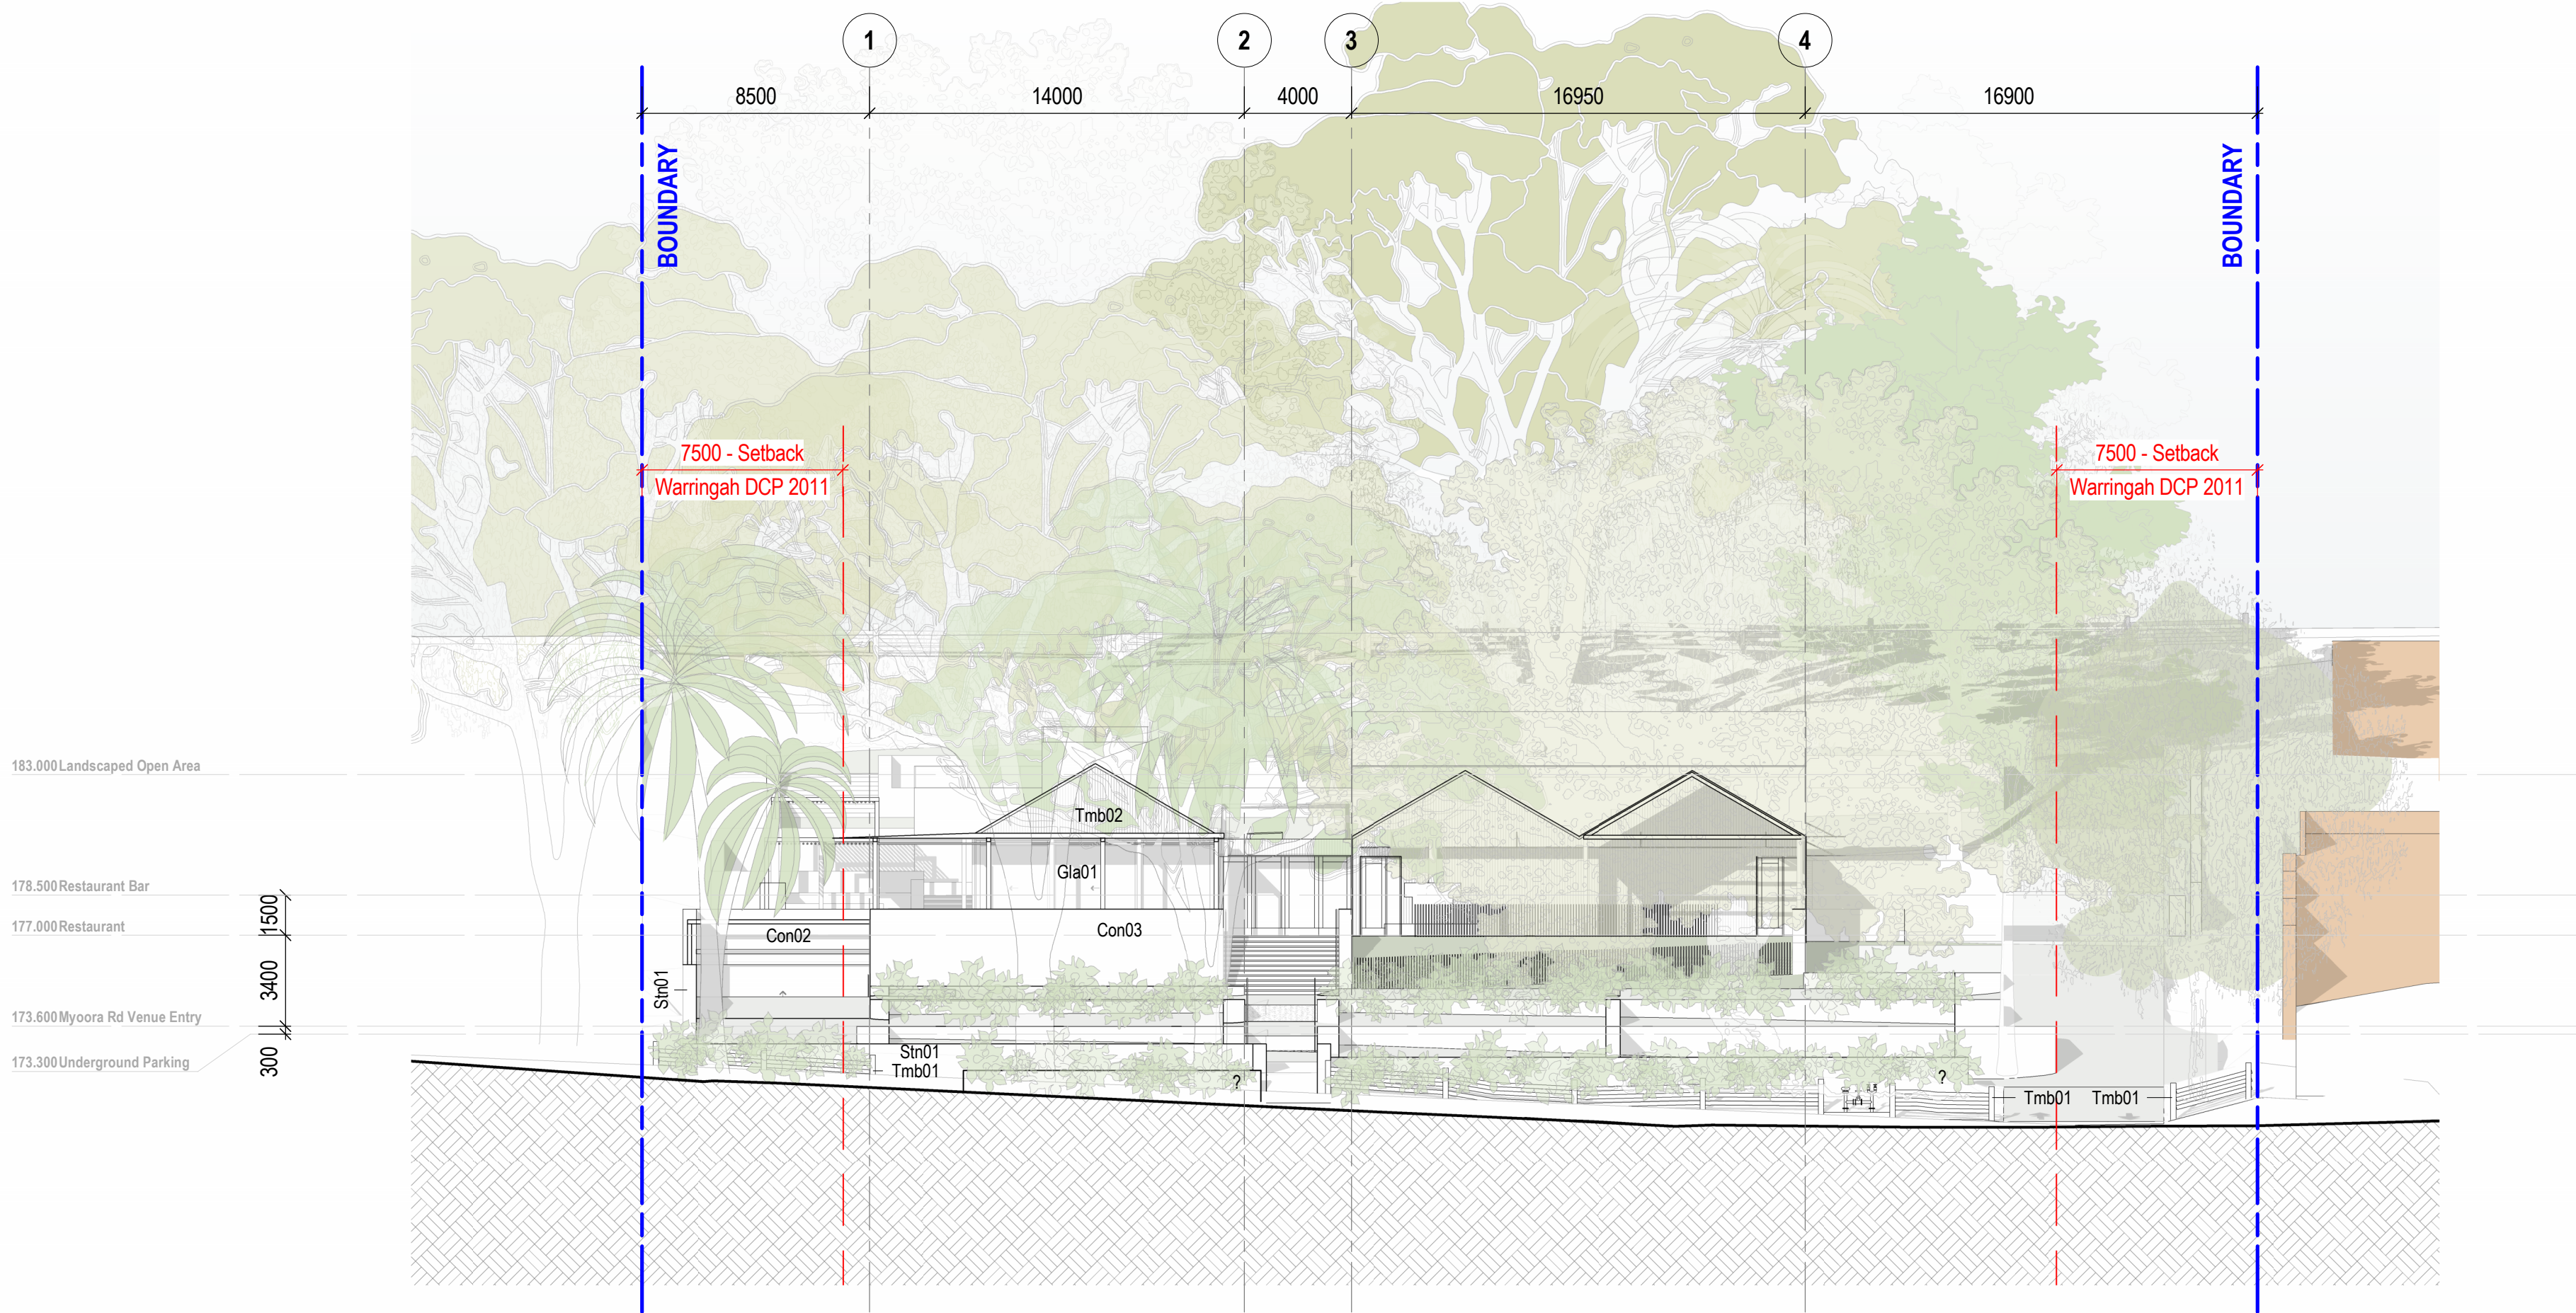 1
2
3
4
8500
14000
4000
16950
16900
BOUNDARY
BOUNDARY
7500 - Setback
Warringah DCP 2011
7500 - Setback
Warringah DCP 2011
183.000 Landscaped Open Area
Tmb02
Gla01
178.500 Restaurant Bar
1500
177.000 Restaurant
Con02
Con03
3400
Stn01
173.600 Myoora Rd Venue Entry
Stn01
173.300 Underground Parking
300
Tmb01
?
?
Tmb01
Tmb01